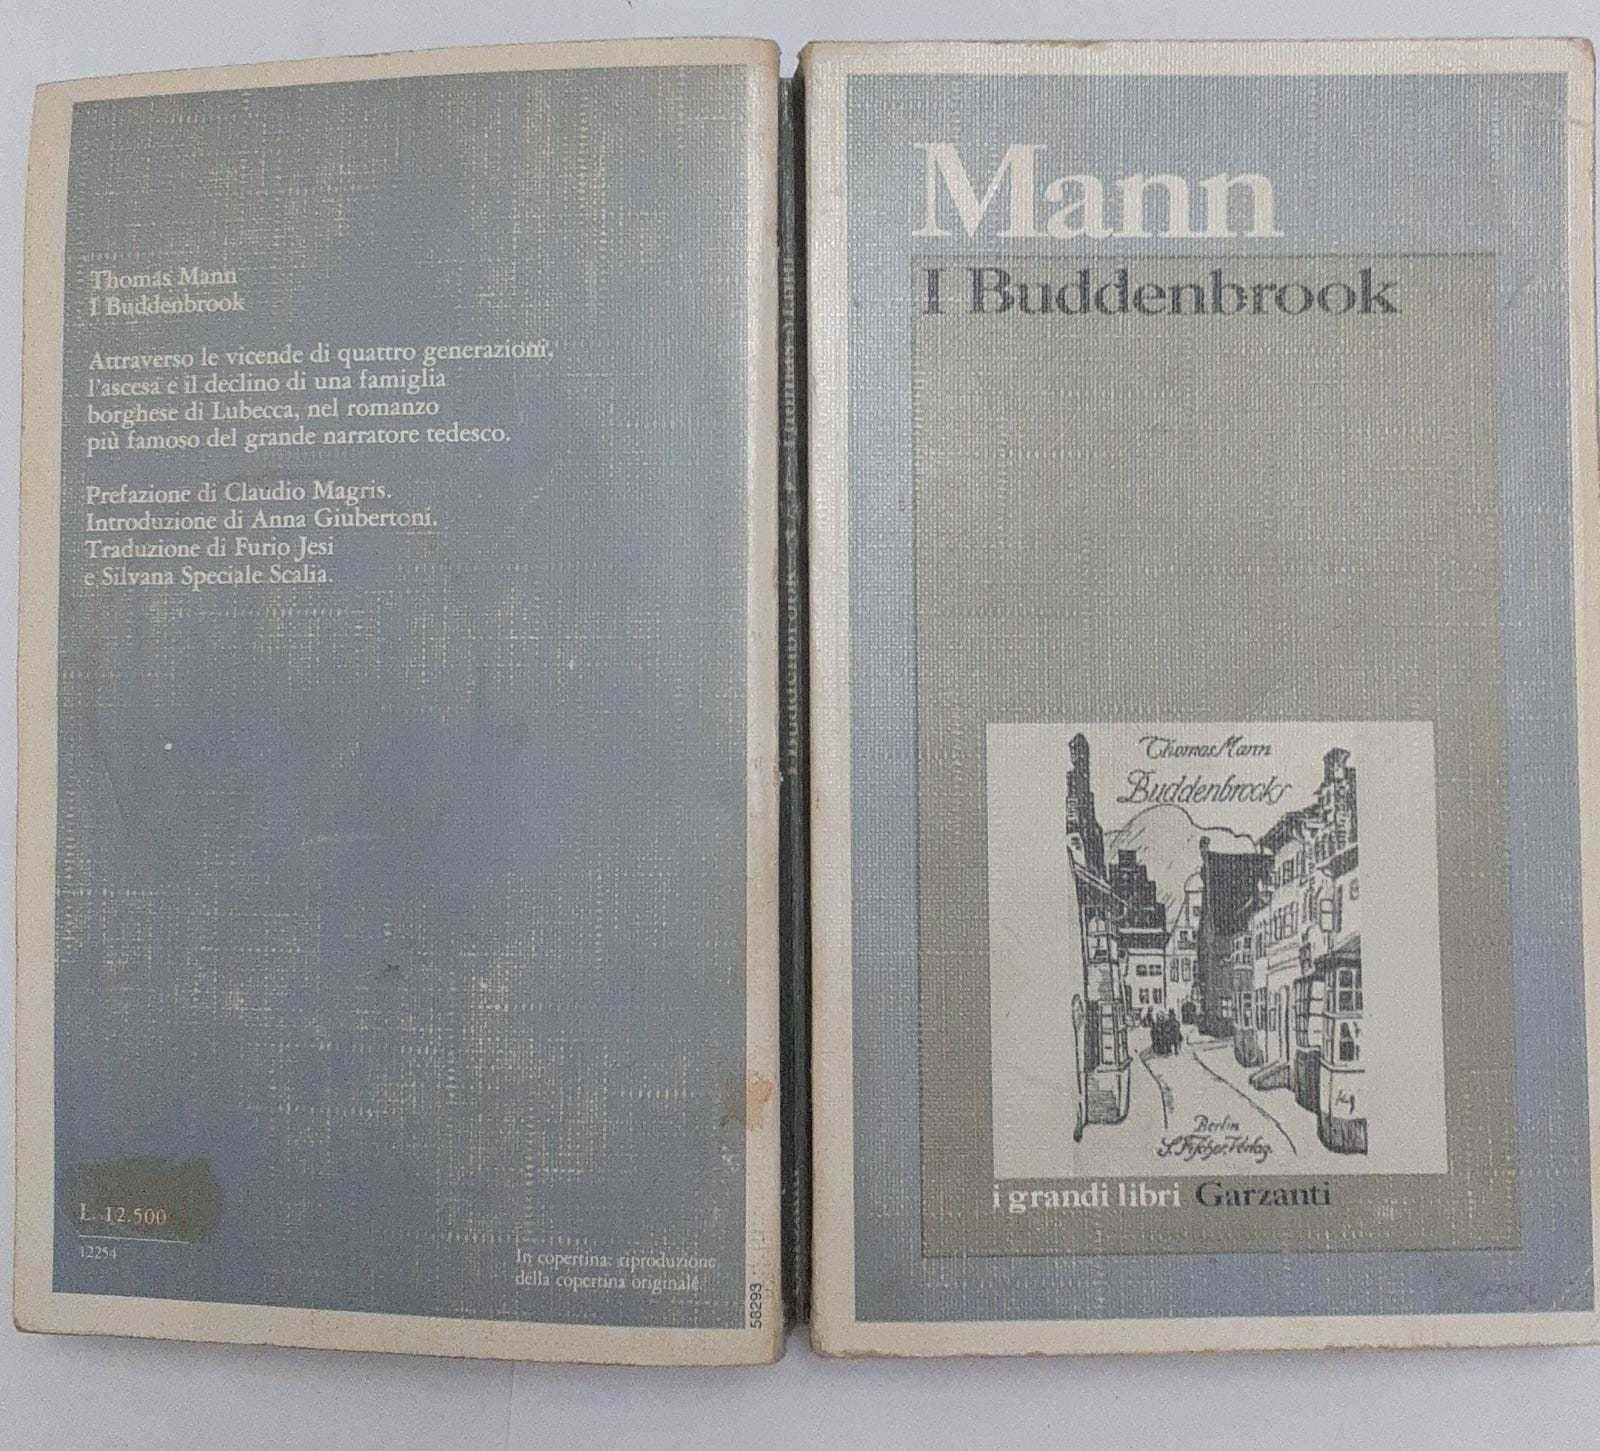 Thomas Mann
I Buddenbrook
Attraverso le vicende di quattro generazioni,
l'ascesa e il declino di una famiglia
borghese di Lubecca, nel romanzo
più famoso del grande narratore tedesco.
Prefazione di Claudio Magris.
Introduzione di Anna Giubertoni.
Traduzione di Furio Jesi
e Silvana Speciale Scalia.
L. 12.500
12254
In copertina: riproduzione
della copertina originale.
58293
I Buddenbrook
Thomas Mann
Mann
I Buddenbrook
Thomas Mann
Buddenbrooks
Berlin
S. Fischer, Verlag.
i grandi libri Garzanti